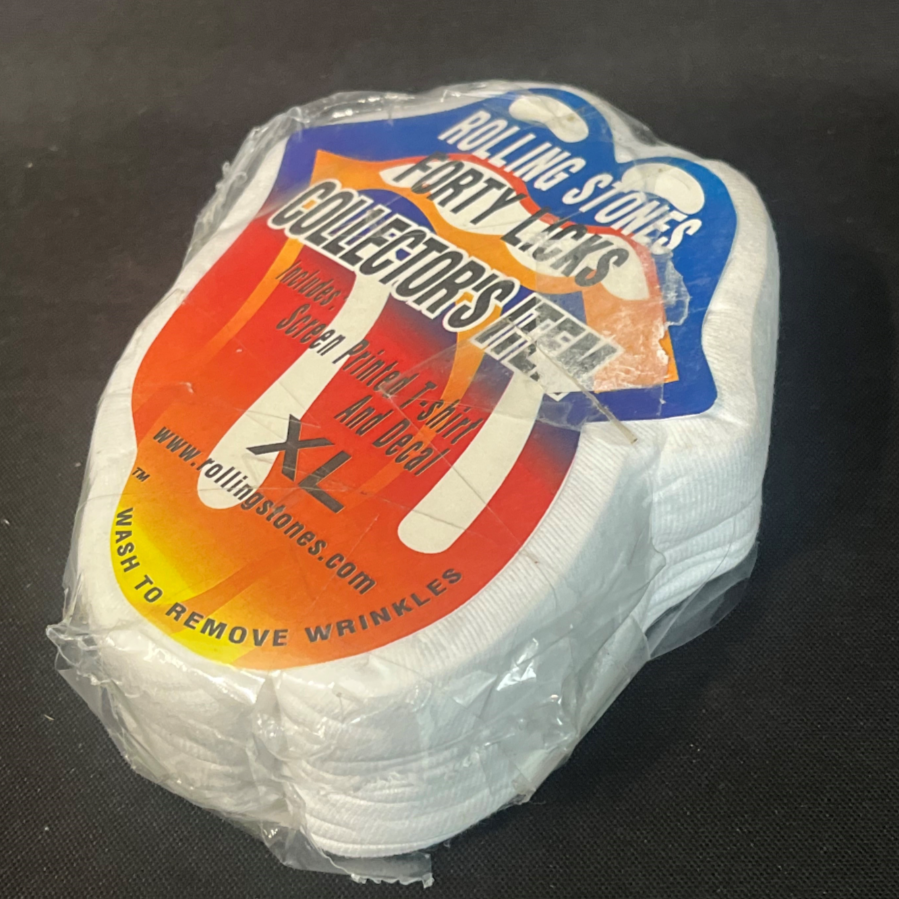 ROLLING STONES
FORTY LICKS
COLLECTOR'S ITEM
Includes:
Screen Printed T-shirt
And Decal
XL
www.rollingstones.com
TM
WASH TO REMOVE WRINKLES